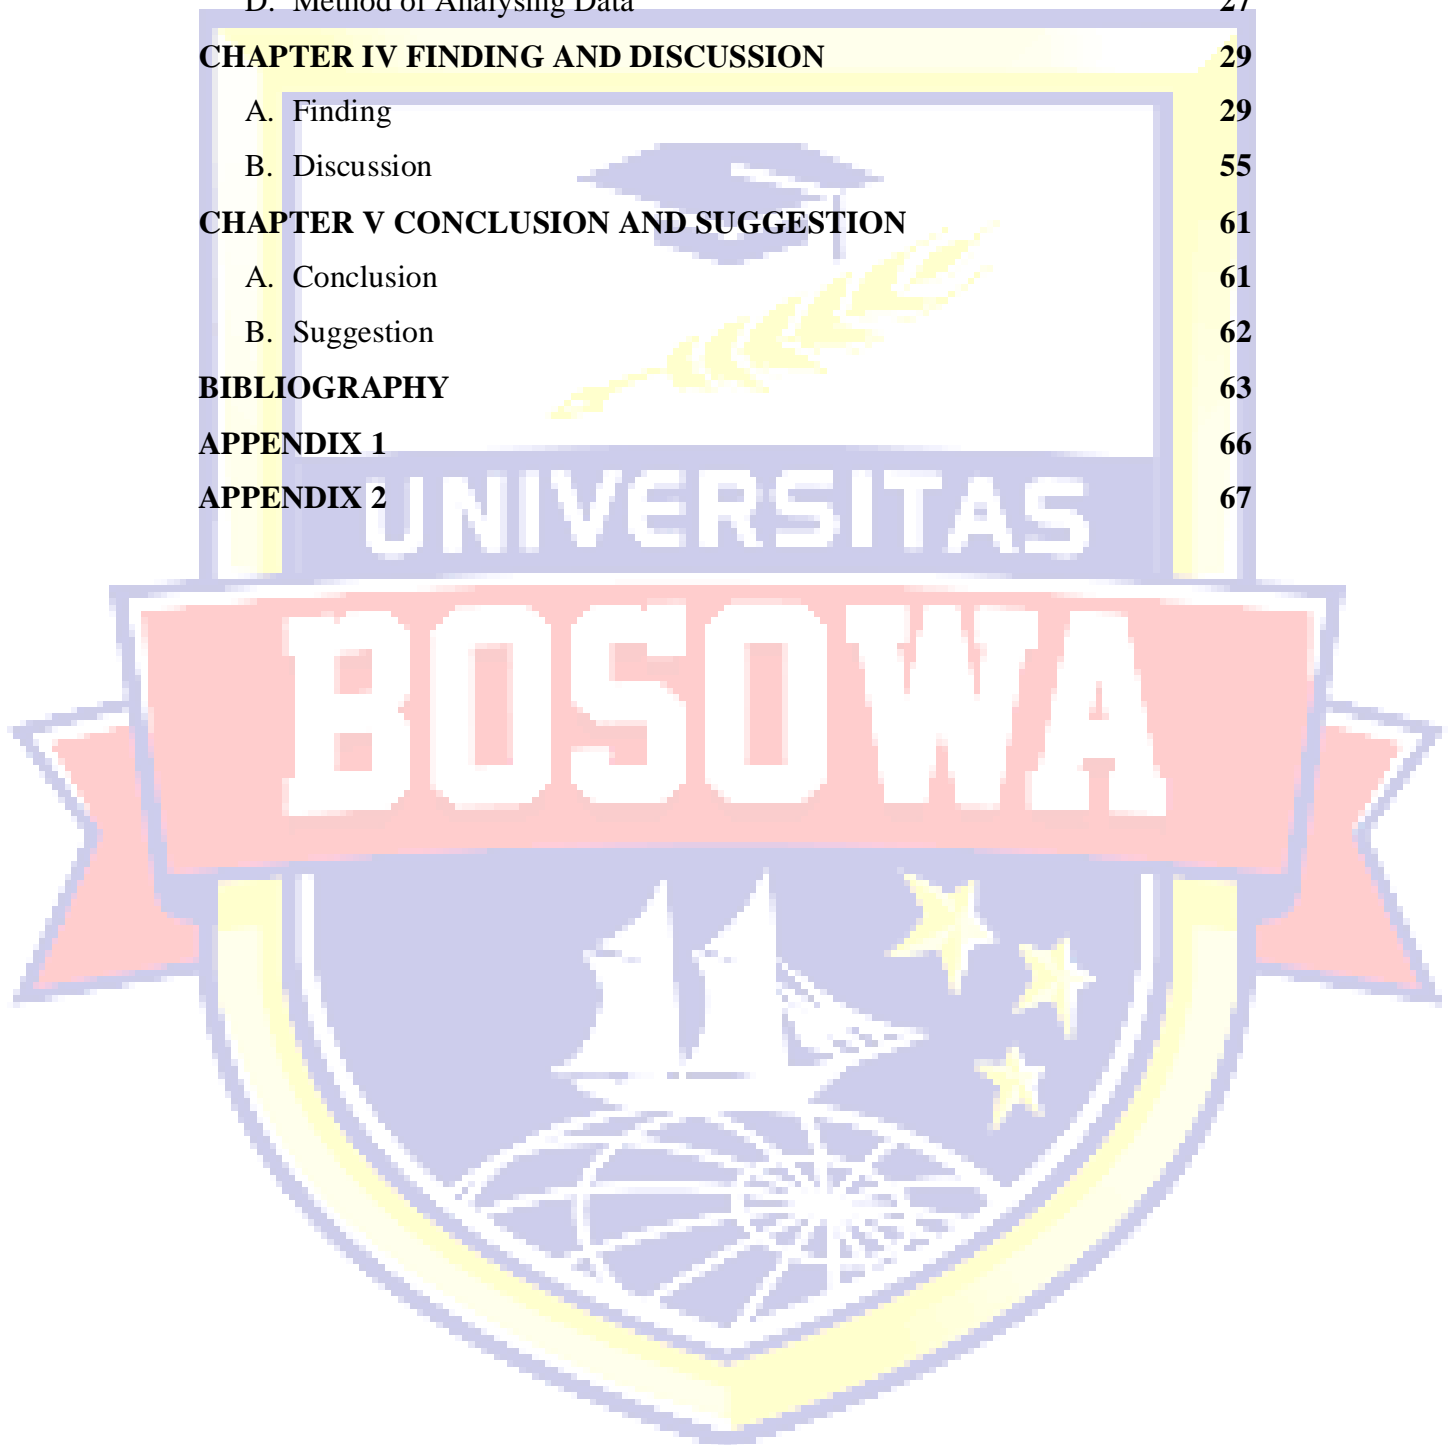 D. Method of Analysing Data 27
CHAPTER IV FINDING AND DISCUSSION 29
A. Finding 29
B. Discussion 55
CHAPTER V CONCLUSION AND SUGGESTION 61
A. Conclusion 61
B. Suggestion 62
BIBLIOGRAPHY 63
APPENDIX 1 66
APPENDIX 2 67
UNIVERSITAS
BOSOWA